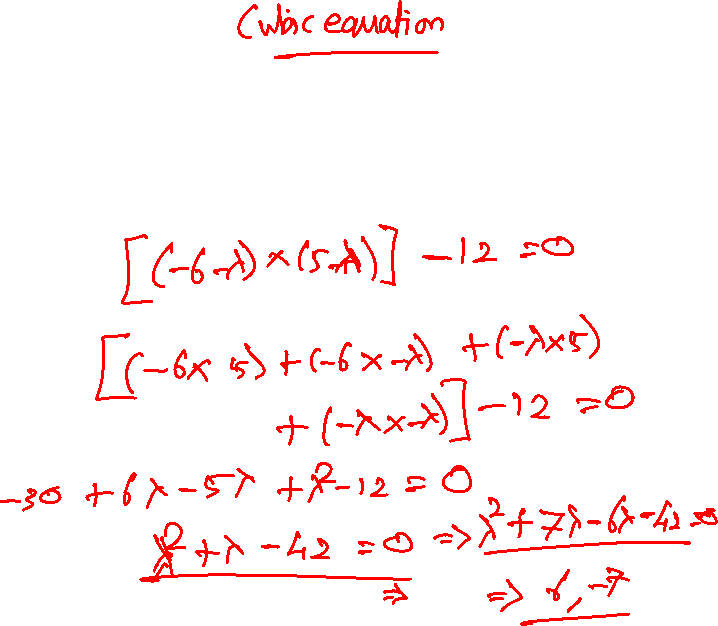 Cubic equation
[(-6-λ)×(5-λ)] -12 =0
[(-6×5)+(-6×-λ) +(-λ×5)
+(-λ×-λ)] -12 =0
-30 +6λ-5λ +λ²-12 = 0
λ²+λ-42 =0 => λ²+7λ-6λ-42=0
=> => 6,-7